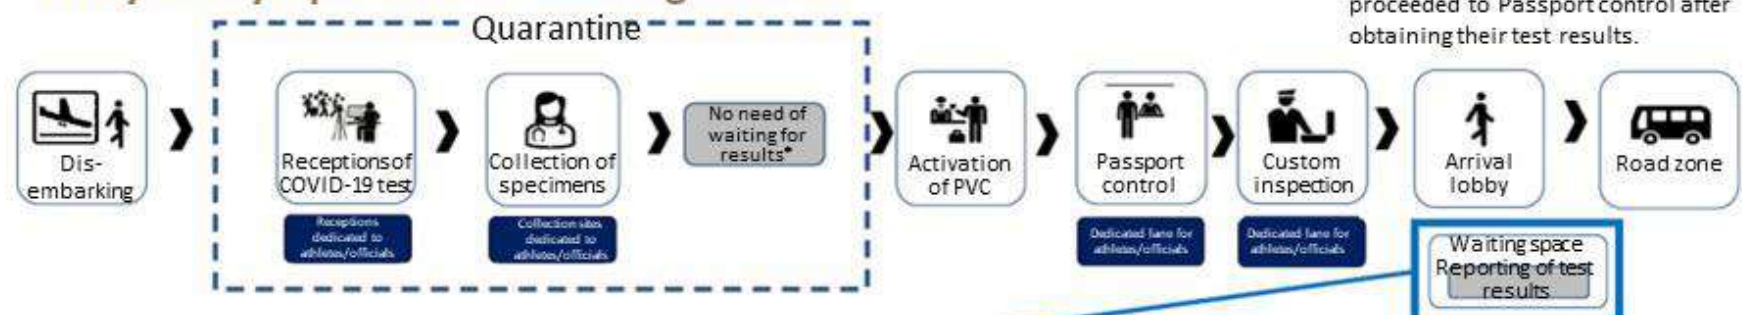 proceeded to Passport control after
obtaining their test results.
Quarantine
Dis-
embarking
Receptions of
COVID-19 test
Receptions
dedicated to
athletes/officials
Collection of
specimens
Collection sites
dedicated to
athletes/officials
No need of
waiting for
results*
Activation
of PVC
Passport
control
Dedicated lane for
athletes/officials
Custom
inspection
Dedicated lane for
athletes/officials
Arrival
lobby
Waiting space
Reporting of test
results
Road zone